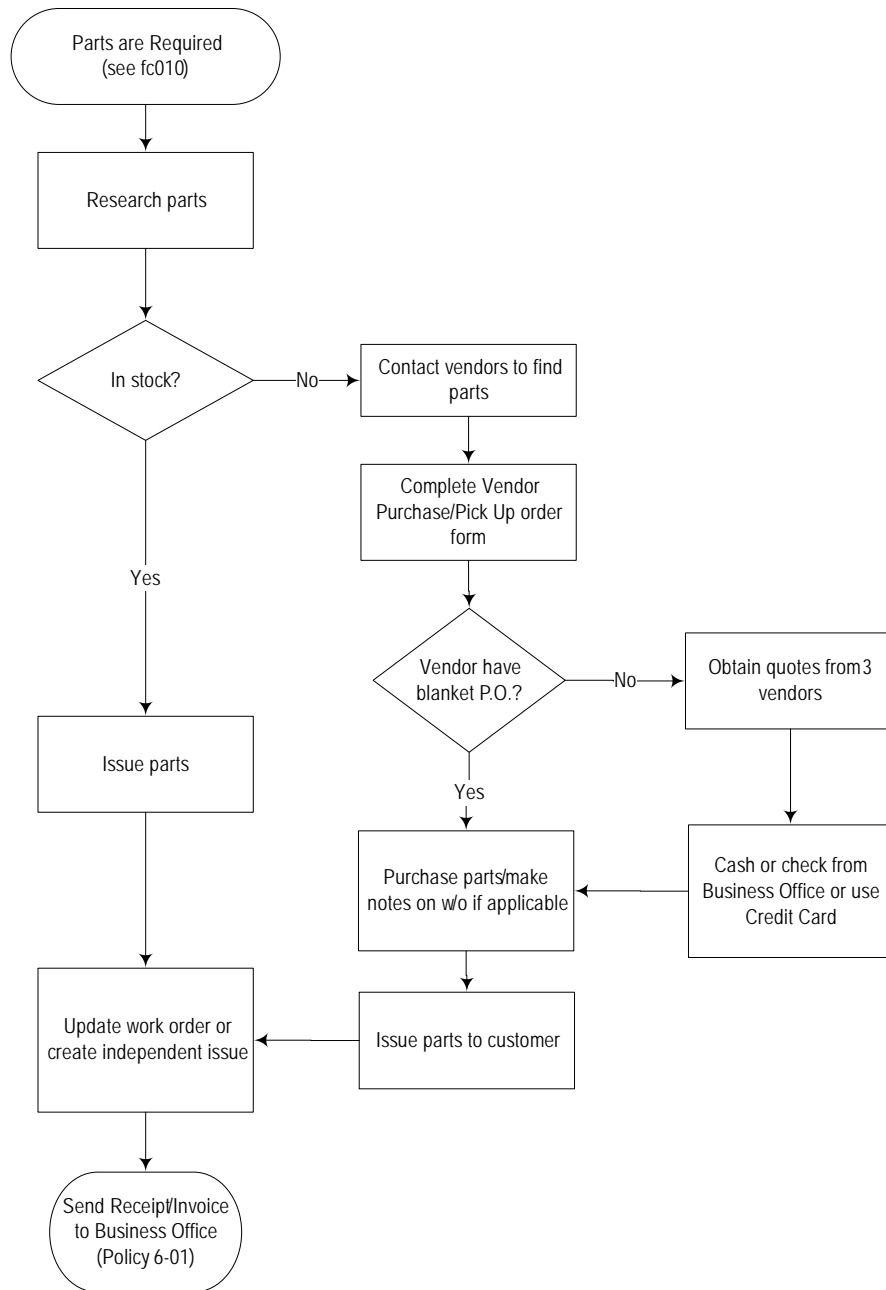 Parts are Required
(see fc010)
Research parts
In stock?
No
Contact vendors to find
parts
Complete Vendor
Purchase/Pick Up order
form
Yes
Vendor have
blanket P.O.?
No
Obtain quotes from 3
vendors
Issue parts
Yes
Purchase parts/make
notes on w/o if applicable
Cash or check from
Business Office or use
Credit Card
Update work order or
create independent issue
Issue parts to customer
Send Receipt/Invoice
to Business Office
(Policy 6-01)